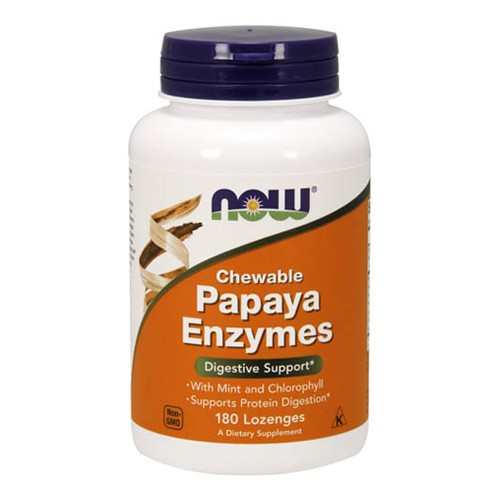 NOW®
Chewable
Papaya
Enzymes
Digestive Support*
•With Mint and Chlorophyll
•Supports Protein Digestion*
180 Lozenges
A Dietary Supplement
Non-
GMO
K